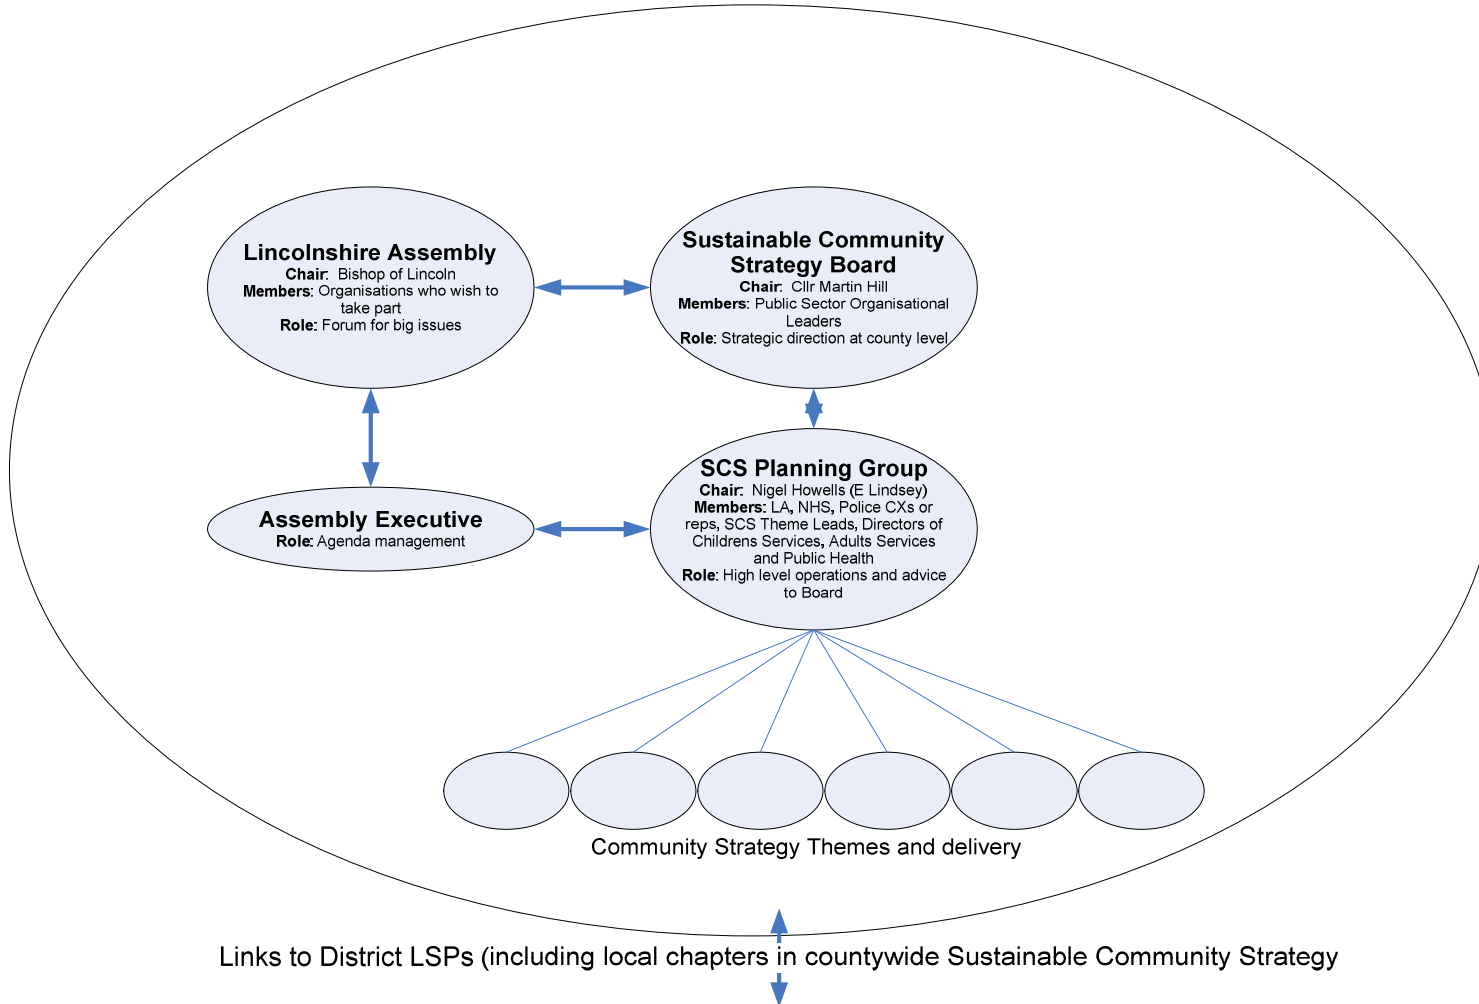 Lincolnshire Assembly
Chair:  Bishop of Lincoln
Members: Organisations who wish to
take part
Role: Forum for big issues
Sustainable Community
Strategy Board
Chair:  Cllr Martin Hill
Members: Public Sector Organisational
Leaders
Role: Strategic direction at county level
Assembly Executive
Role: Agenda management
SCS Planning Group
Chair:  Nigel Howells (E Lindsey)
Members: LA, NHS, Police CXs or
reps, SCS Theme Leads, Directors of
Childrens Services, Adults Services
and Public Health
Role: High level operations and advice
to Board
Community Strategy Themes and delivery
Links to District LSPs (including local chapters in countywide Sustainable Community Strategy